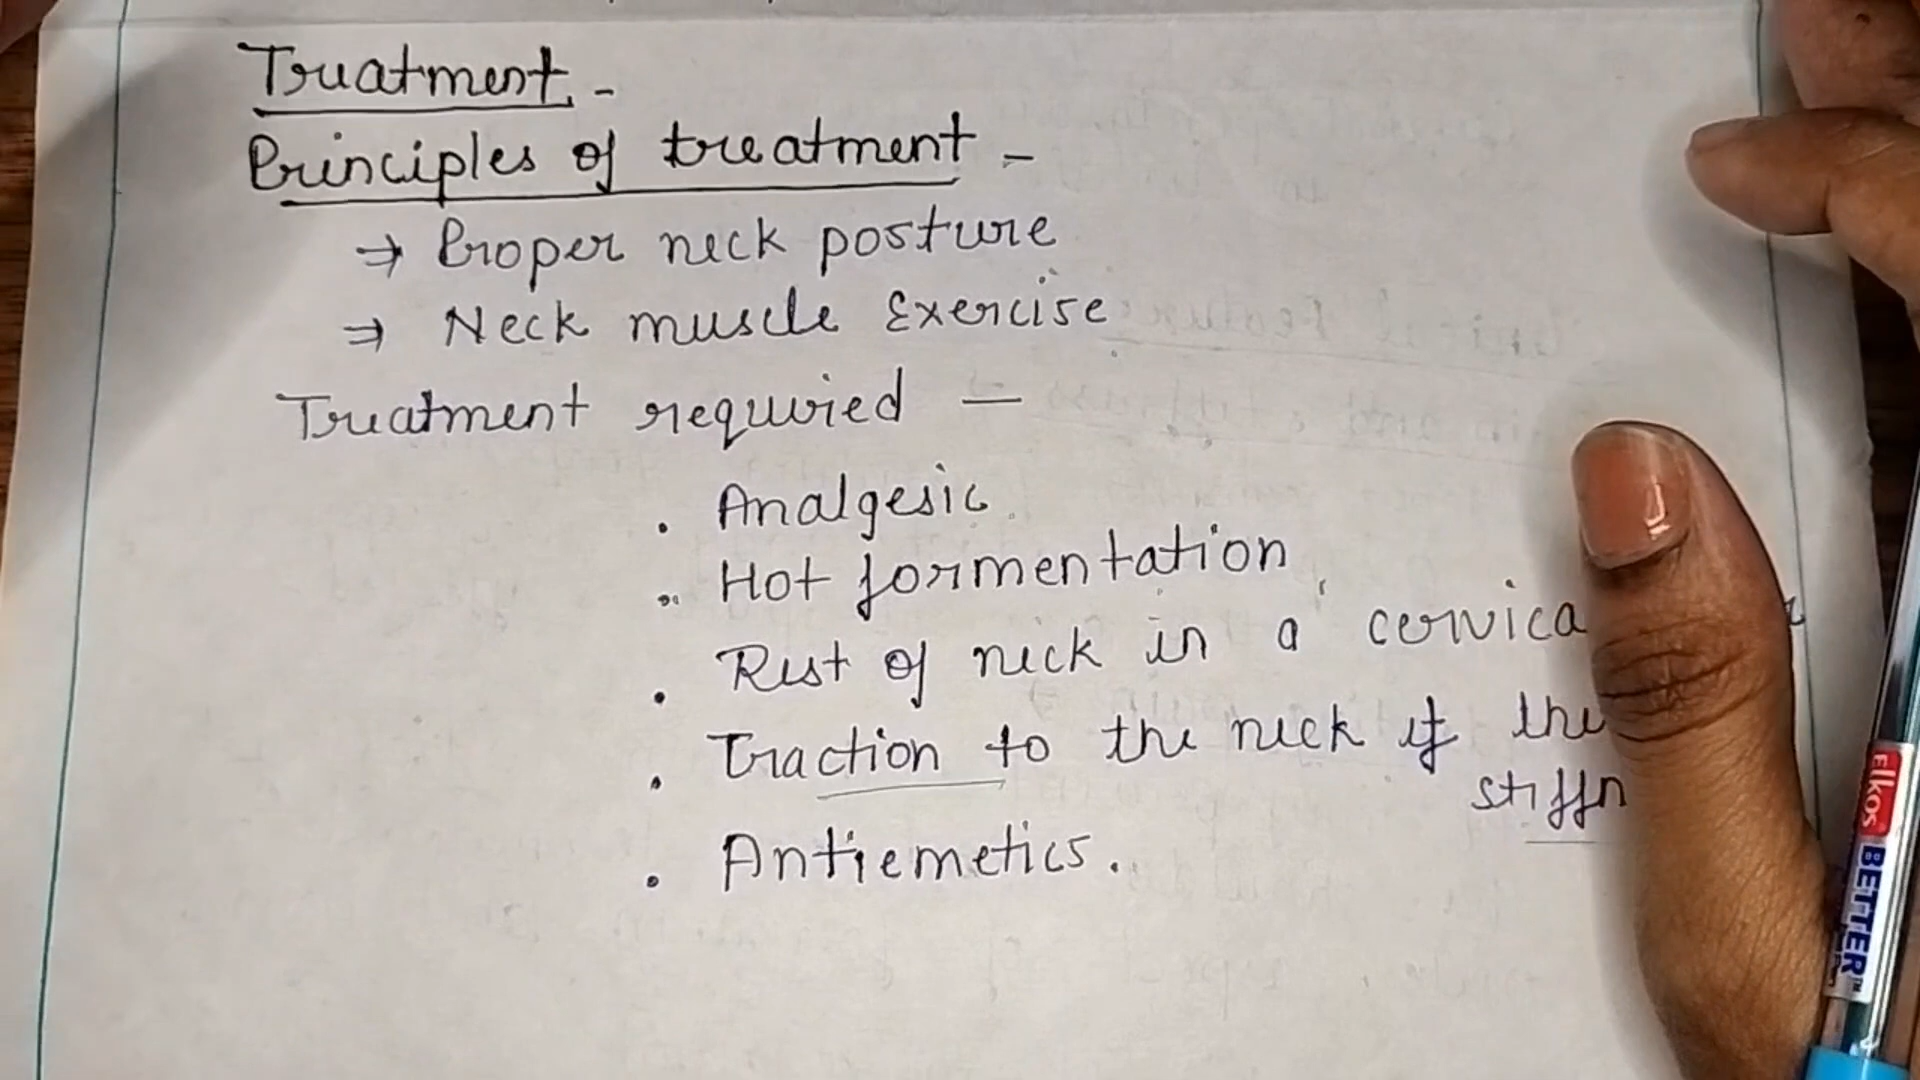 Treatment -
Principles of treatment -
⇒ Proper neck posture
⇒ Neck muscle Exercise
Treatment required —
. Analgesic
. Hot formentation
. Rest of neck in a cervica
. Traction to the neck if the
stiffn
. Antiemetics.
elkos
BETTER